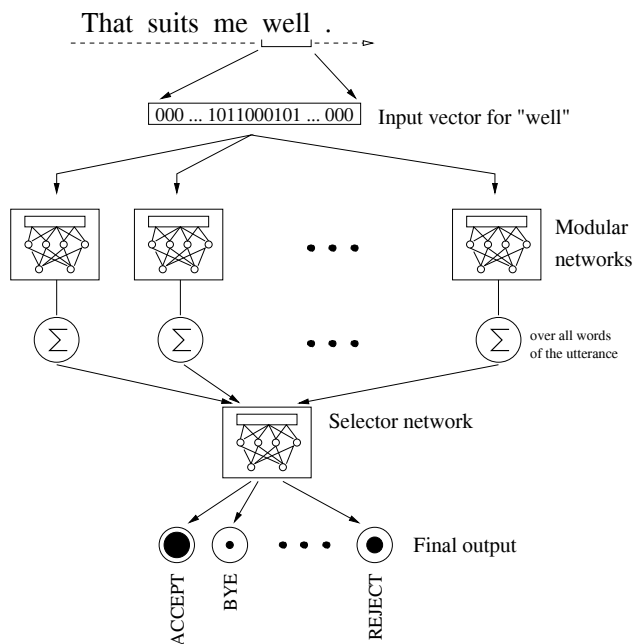 That suits me well .
000 ... 1011000101 ... 000
Input vector for "well"
Modular
networks
Σ Σ Σ
over all words
of the utterance
Selector network
Final output
ACCEPT
BYE
REJECT